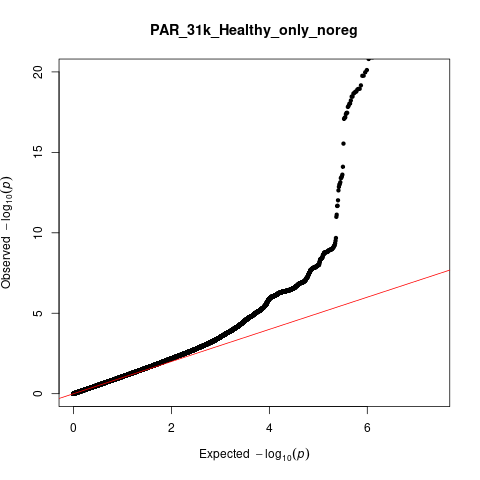 PAR_31k_Healthy_only_noreg
20
15
10
5
0
Observed −log10(p)
0 2 4 6
Expected −log10(p)